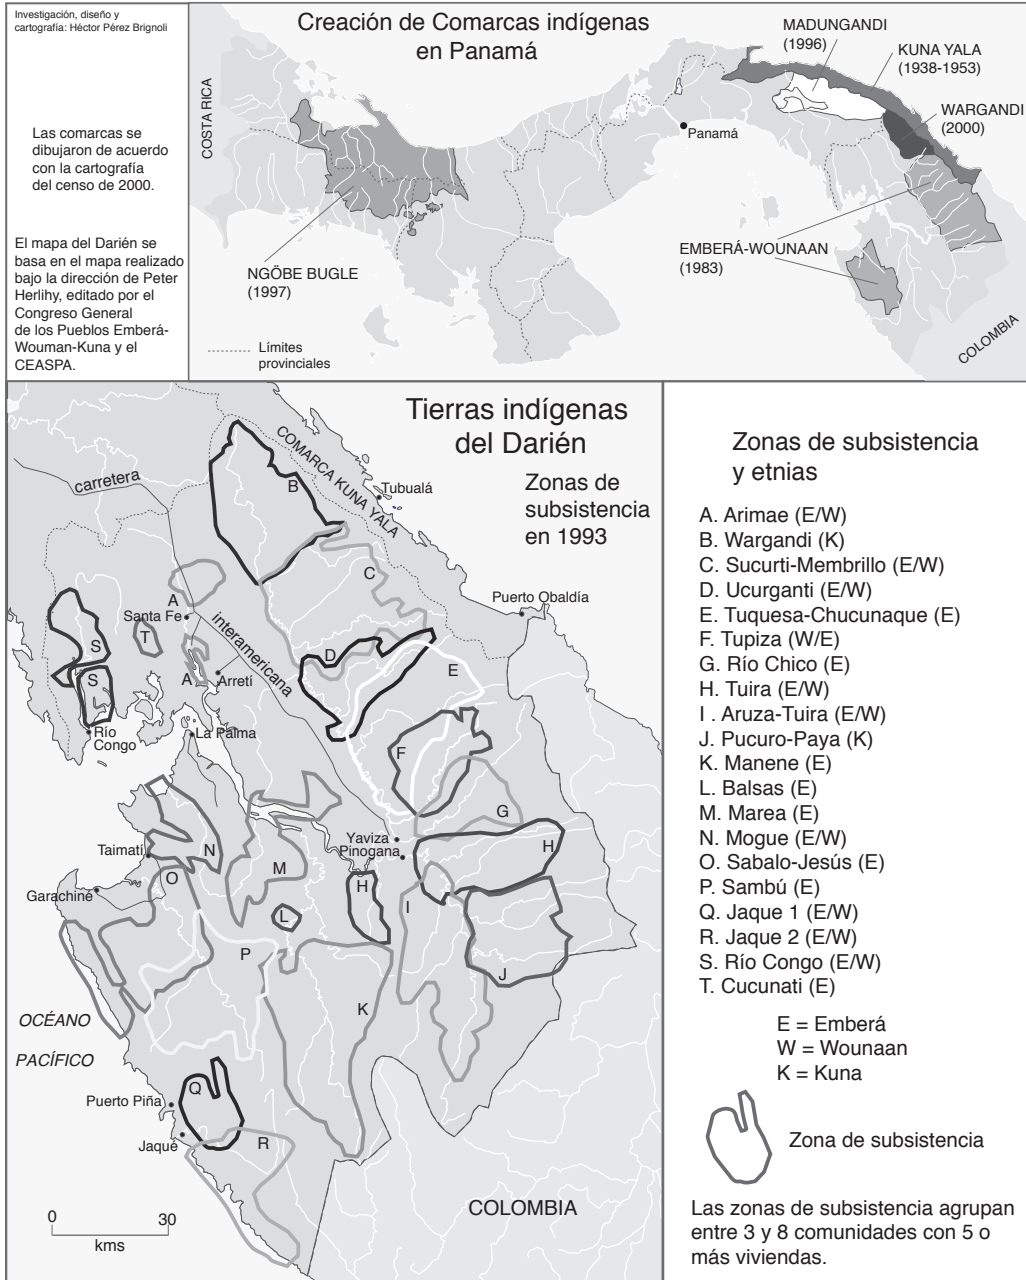 Investigación, diseño y
cartografía: Héctor Pérez Brignoli
Las comarcas se
dibujaron de acuerdo
con la cartografía
del censo de 2000.
El mapa del Darién se
basa en el mapa realizado
bajo la dirección de Peter
Herlihy, editado por el
Congreso General
de los Pueblos Emberá-
Wouman-Kuna y el
CEASPA.
Creación de Comarcas indígenas
en Panamá
COSTA RICA
MADUNGANDI
(1996)
KUNA YALA
(1938-1953)
WARGANDI
(2000)
Panamá
EMBERÁ-WOUNAAN
(1983)
NGÖBE BUGLE
(1997)
Límites
provinciales
COLOMBIA
Tierras indígenas
del Darién
Zonas de
subsistencia
en 1993
COMARCA KUNA YALA
carretera
interamericana
Tubualá
Puerto Obaldía
B
C
A
Santa Fe
T
S
S
A
Arretí
D
E
Río
Congo
La Palma
F
G
Yaviza
Pinogana
H
Taimatí
N
M
O
H
Garachiné
L
I
P
J
K
OCÉANO
PACÍFICO
Q
Puerto Piña
Jaqué
R
COLOMBIA
0 30
kms
Zonas de subsistencia
y etnias
A. Arimae (E/W)
B. Wargandi (K)
C. Sucurti-Membrillo (E/W)
D. Ucurganti (E/W)
E. Tuquesa-Chucunaque (E)
F. Tupiza (W/E)
G. Río Chico (E)
H. Tuira (E/W)
I . Aruza-Tuira (E/W)
J. Pucuro-Paya (K)
K. Manene (E)
L. Balsas (E)
M. Marea (E)
N. Mogue (E/W)
O. Sabalo-Jesús (E)
P. Sambú (E)
Q. Jaque 1 (E/W)
R. Jaque 2 (E/W)
S. Río Congo (E/W)
T. Cucunati (E)
E = Emberá
W = Wounaan
K = Kuna
Zona de subsistencia
Las zonas de subsistencia agrupan
entre 3 y 8 comunidades con 5 o
más viviendas.